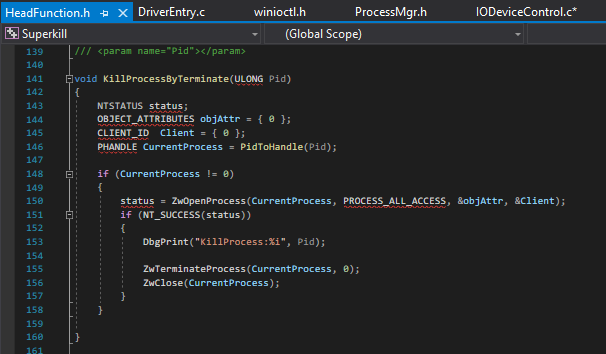 HeadFunction.h DriverEntry.c winioctl.h ProcessMgr.h IODeviceControl.c*
Superkill (Global Scope)
139 /// <param name="Pid"></param>
140
141 void KillProcessByTerminate(ULONG Pid)
142 {
143 NTSTATUS status;
144 OBJECT_ATTRIBUTES objAttr = { 0 };
145 CLIENT_ID  Client = { 0 };
146 PHANDLE CurrentProcess = PidToHandle(Pid);
147
148 if (CurrentProcess != 0)
149 {
150 status = ZwOpenProcess(CurrentProcess, PROCESS_ALL_ACCESS, &objAttr, &Client);
151 if (NT_SUCCESS(status))
152 {
153 DbgPrint("KillProcess:%i", Pid);
154
155 ZwTerminateProcess(CurrentProcess, 0);
156 ZwClose(CurrentProcess);
157 }
158 }
159
160 }
161